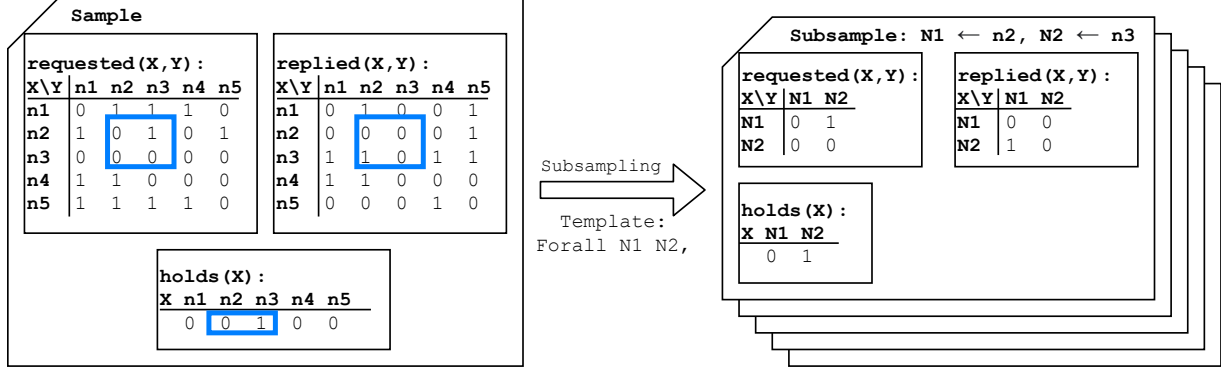 Sample
requested(X,Y):
X\Y n1 n2 n3 n4 n5
n1 0 1 1 1 0
n2 1 0 1 0 1
n3 0 0 0 0 0
n4 1 1 0 0 0
n5 1 1 1 1 0
replied(X,Y):
X\Y n1 n2 n3 n4 n5
n1 0 1 0 0 1
n2 0 0 0 0 1
n3 1 1 0 1 1
n4 1 1 0 0 0
n5 0 0 0 1 0
holds(X):
X n1 n2 n3 n4 n5
0 0 1 0 0
Subsampling
Template:
Forall N1 N2,
Subsample: N1 ← n2, N2 ← n3
requested(X,Y):
X\Y N1 N2
N1 0 1
N2 0 0
replied(X,Y):
X\Y N1 N2
N1 0 0
N2 1 0
holds(X):
X N1 N2
0 1